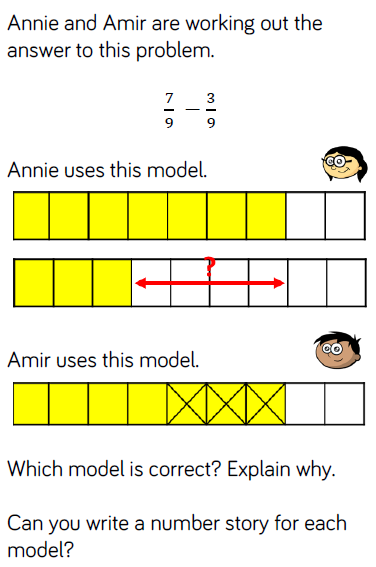 Annie and Amir are working out the
answer to this problem.
7/9 − 3/9
Annie uses this model.
?
Amir uses this model.
Which model is correct? Explain why.
Can you write a number story for each
model?